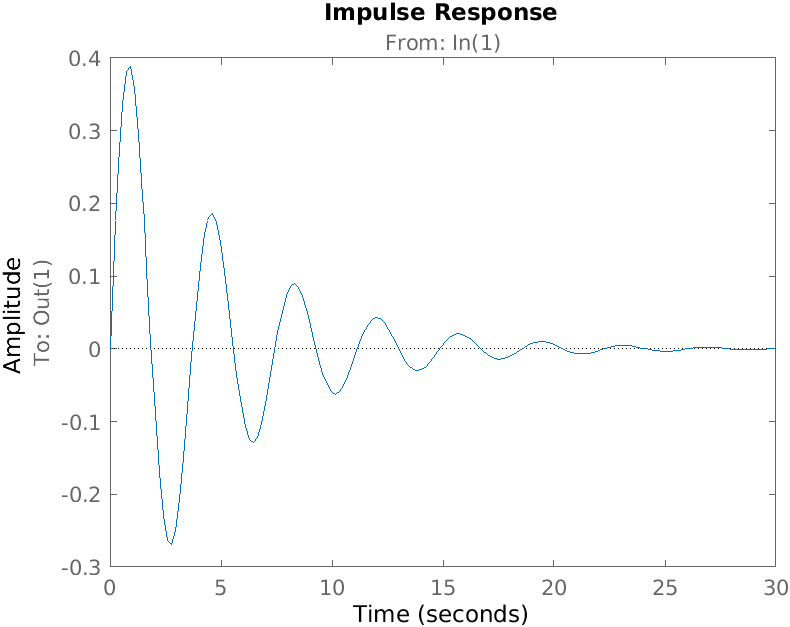 Impulse Response
From: In(1)
Amplitude
To: Out(1)
0.4
0.3
0.2
0.1
0
-0.1
-0.2
-0.3
0 5 10 15 20 25 30
Time (seconds)